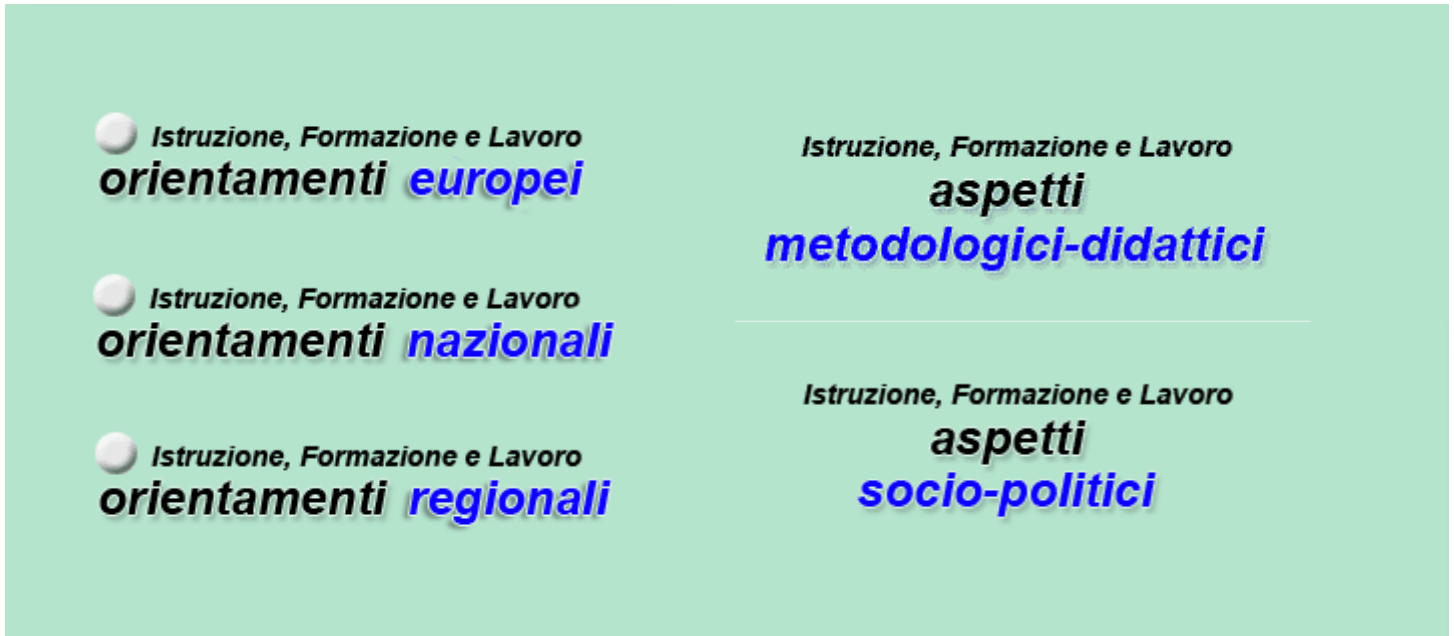 Istruzione, Formazione e Lavoro
orientamenti europei
Istruzione, Formazione e Lavoro
orientamenti nazionali
Istruzione, Formazione e Lavoro
orientamenti regionali
Istruzione, Formazione e Lavoro
aspetti
metodologici-didattici
Istruzione, Formazione e Lavoro
aspetti
socio-politici